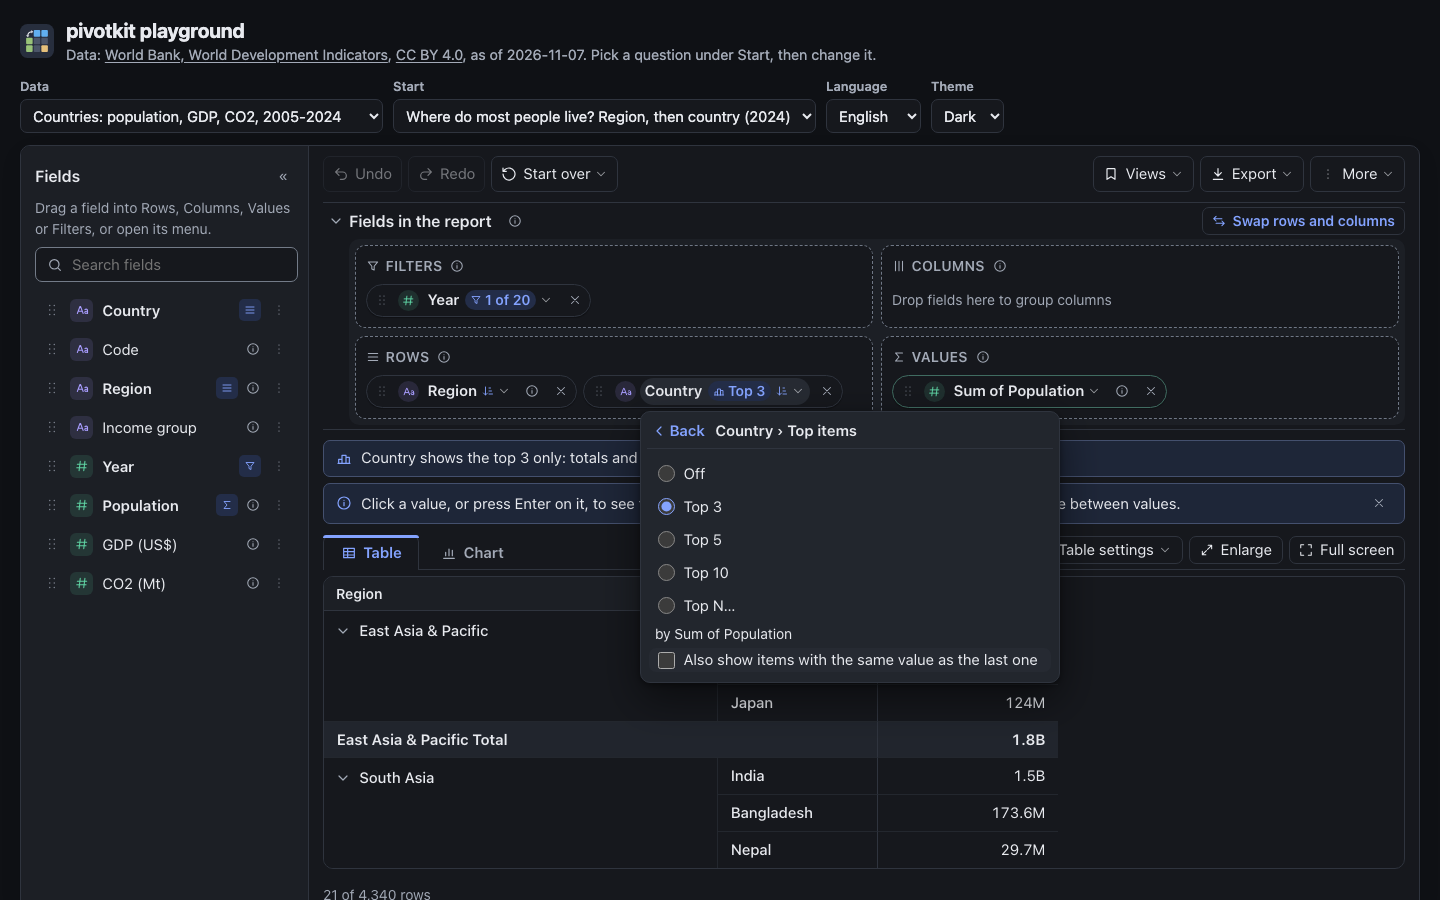 pivotkit playground
Data: World Bank, World Development Indicators, CC BY 4.0, as of 2026-11-07. Pick a question under Start, then change it.
Data
Start
Language
Theme
Countries: population, GDP, CO2, 2005-2024
Where do most people live? Region, then country (2024)
English
Dark
Fields
«
Drag a field into Rows, Columns, Values
or Filters, or open its menu.
Search fields
Aa Country
Aa Code
Aa Region
Aa Income group
# Year
# Population Σ
# GDP (US$)
# CO2 (Mt)
Undo
Redo
Start over
Views
Export
More
Fields in the report
Swap rows and columns
FILTERS
# Year 1 of 20
COLUMNS
Drop fields here to group columns
ROWS
Aa Region
Aa Country Top 3
Σ VALUES
# Sum of Population
Back Country › Top items
Off
Top 3
Top 5
Top 10
Top N...
by Sum of Population
Also show items with the same value as the last one
Country shows the top 3 only: totals and
Click a value, or press Enter on it, to see
between values.
Table
Chart
Table settings
Enlarge
Full screen
Region
East Asia & Pacific
Japan 124M
East Asia & Pacific Total 1.8B
South Asia India 1.5B
Bangladesh 173.6M
Nepal 29.7M
21 of 4,340 rows